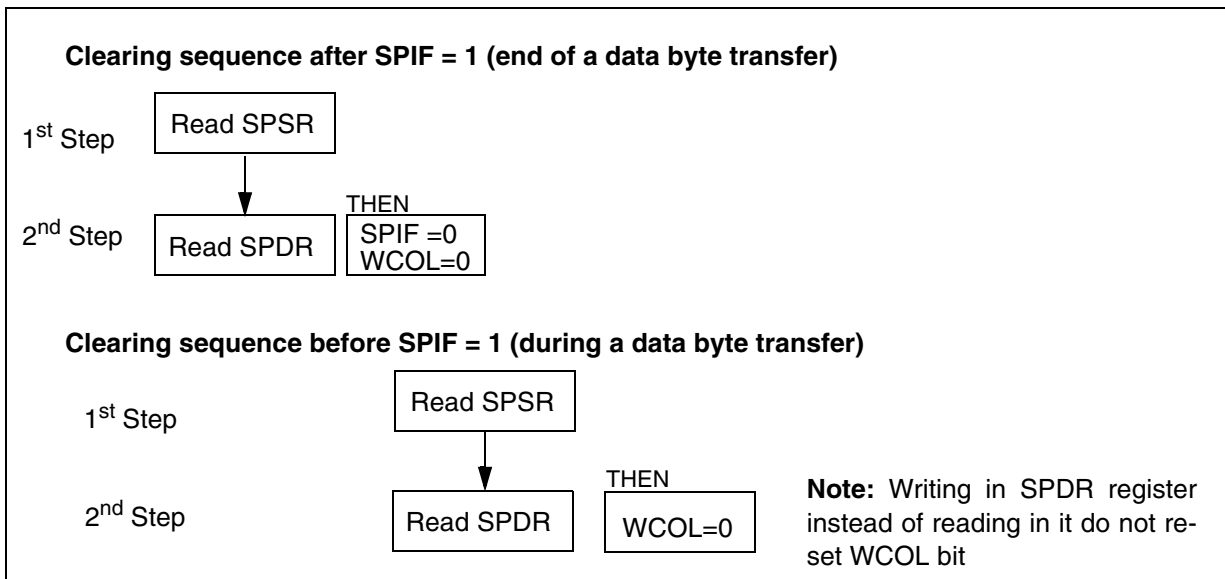 Clearing sequence after SPIF = 1 (end of a data byte transfer)
1st Step
Read SPSR
THEN
2nd Step
Read SPDR
SPIF =0
WCOL=0
Clearing sequence before SPIF = 1 (during a data byte transfer)
1st Step
Read SPSR
THEN
2nd Step
Read SPDR
WCOL=0
Note: Writing in SPDR register
instead of reading in it do not re-
set WCOL bit